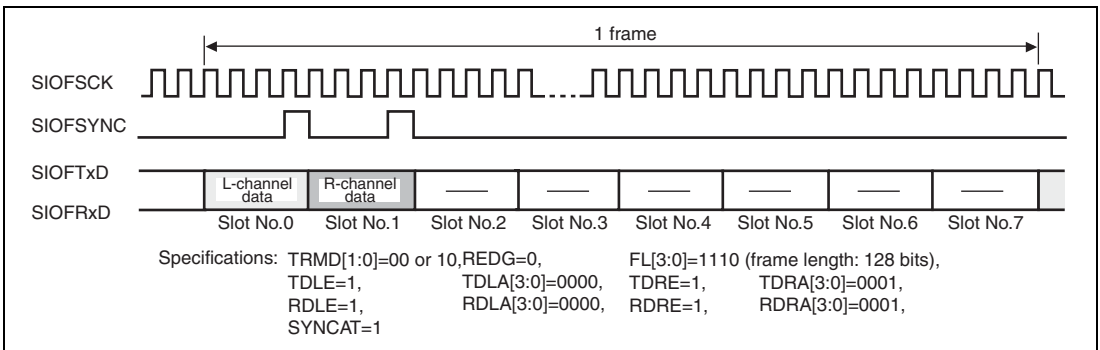 1 frame
SIOFSCK
SIOFSYNC
SIOFTxD
SIOFRxD
L-channel
data
R-channel
data
Slot No.0 Slot No.1 Slot No.2 Slot No.3 Slot No.4 Slot No.5 Slot No.6 Slot No.7
Specifications: TRMD[1:0]=00 or 10,REDG=0, FL[3:0]=1110 (frame length: 128 bits),
TDLE=1, TDLA[3:0]=0000, TDRE=1, TDRA[3:0]=0001,
RDLE=1, RDLA[3:0]=0000, RDRE=1, RDRA[3:0]=0001,
SYNCAT=1